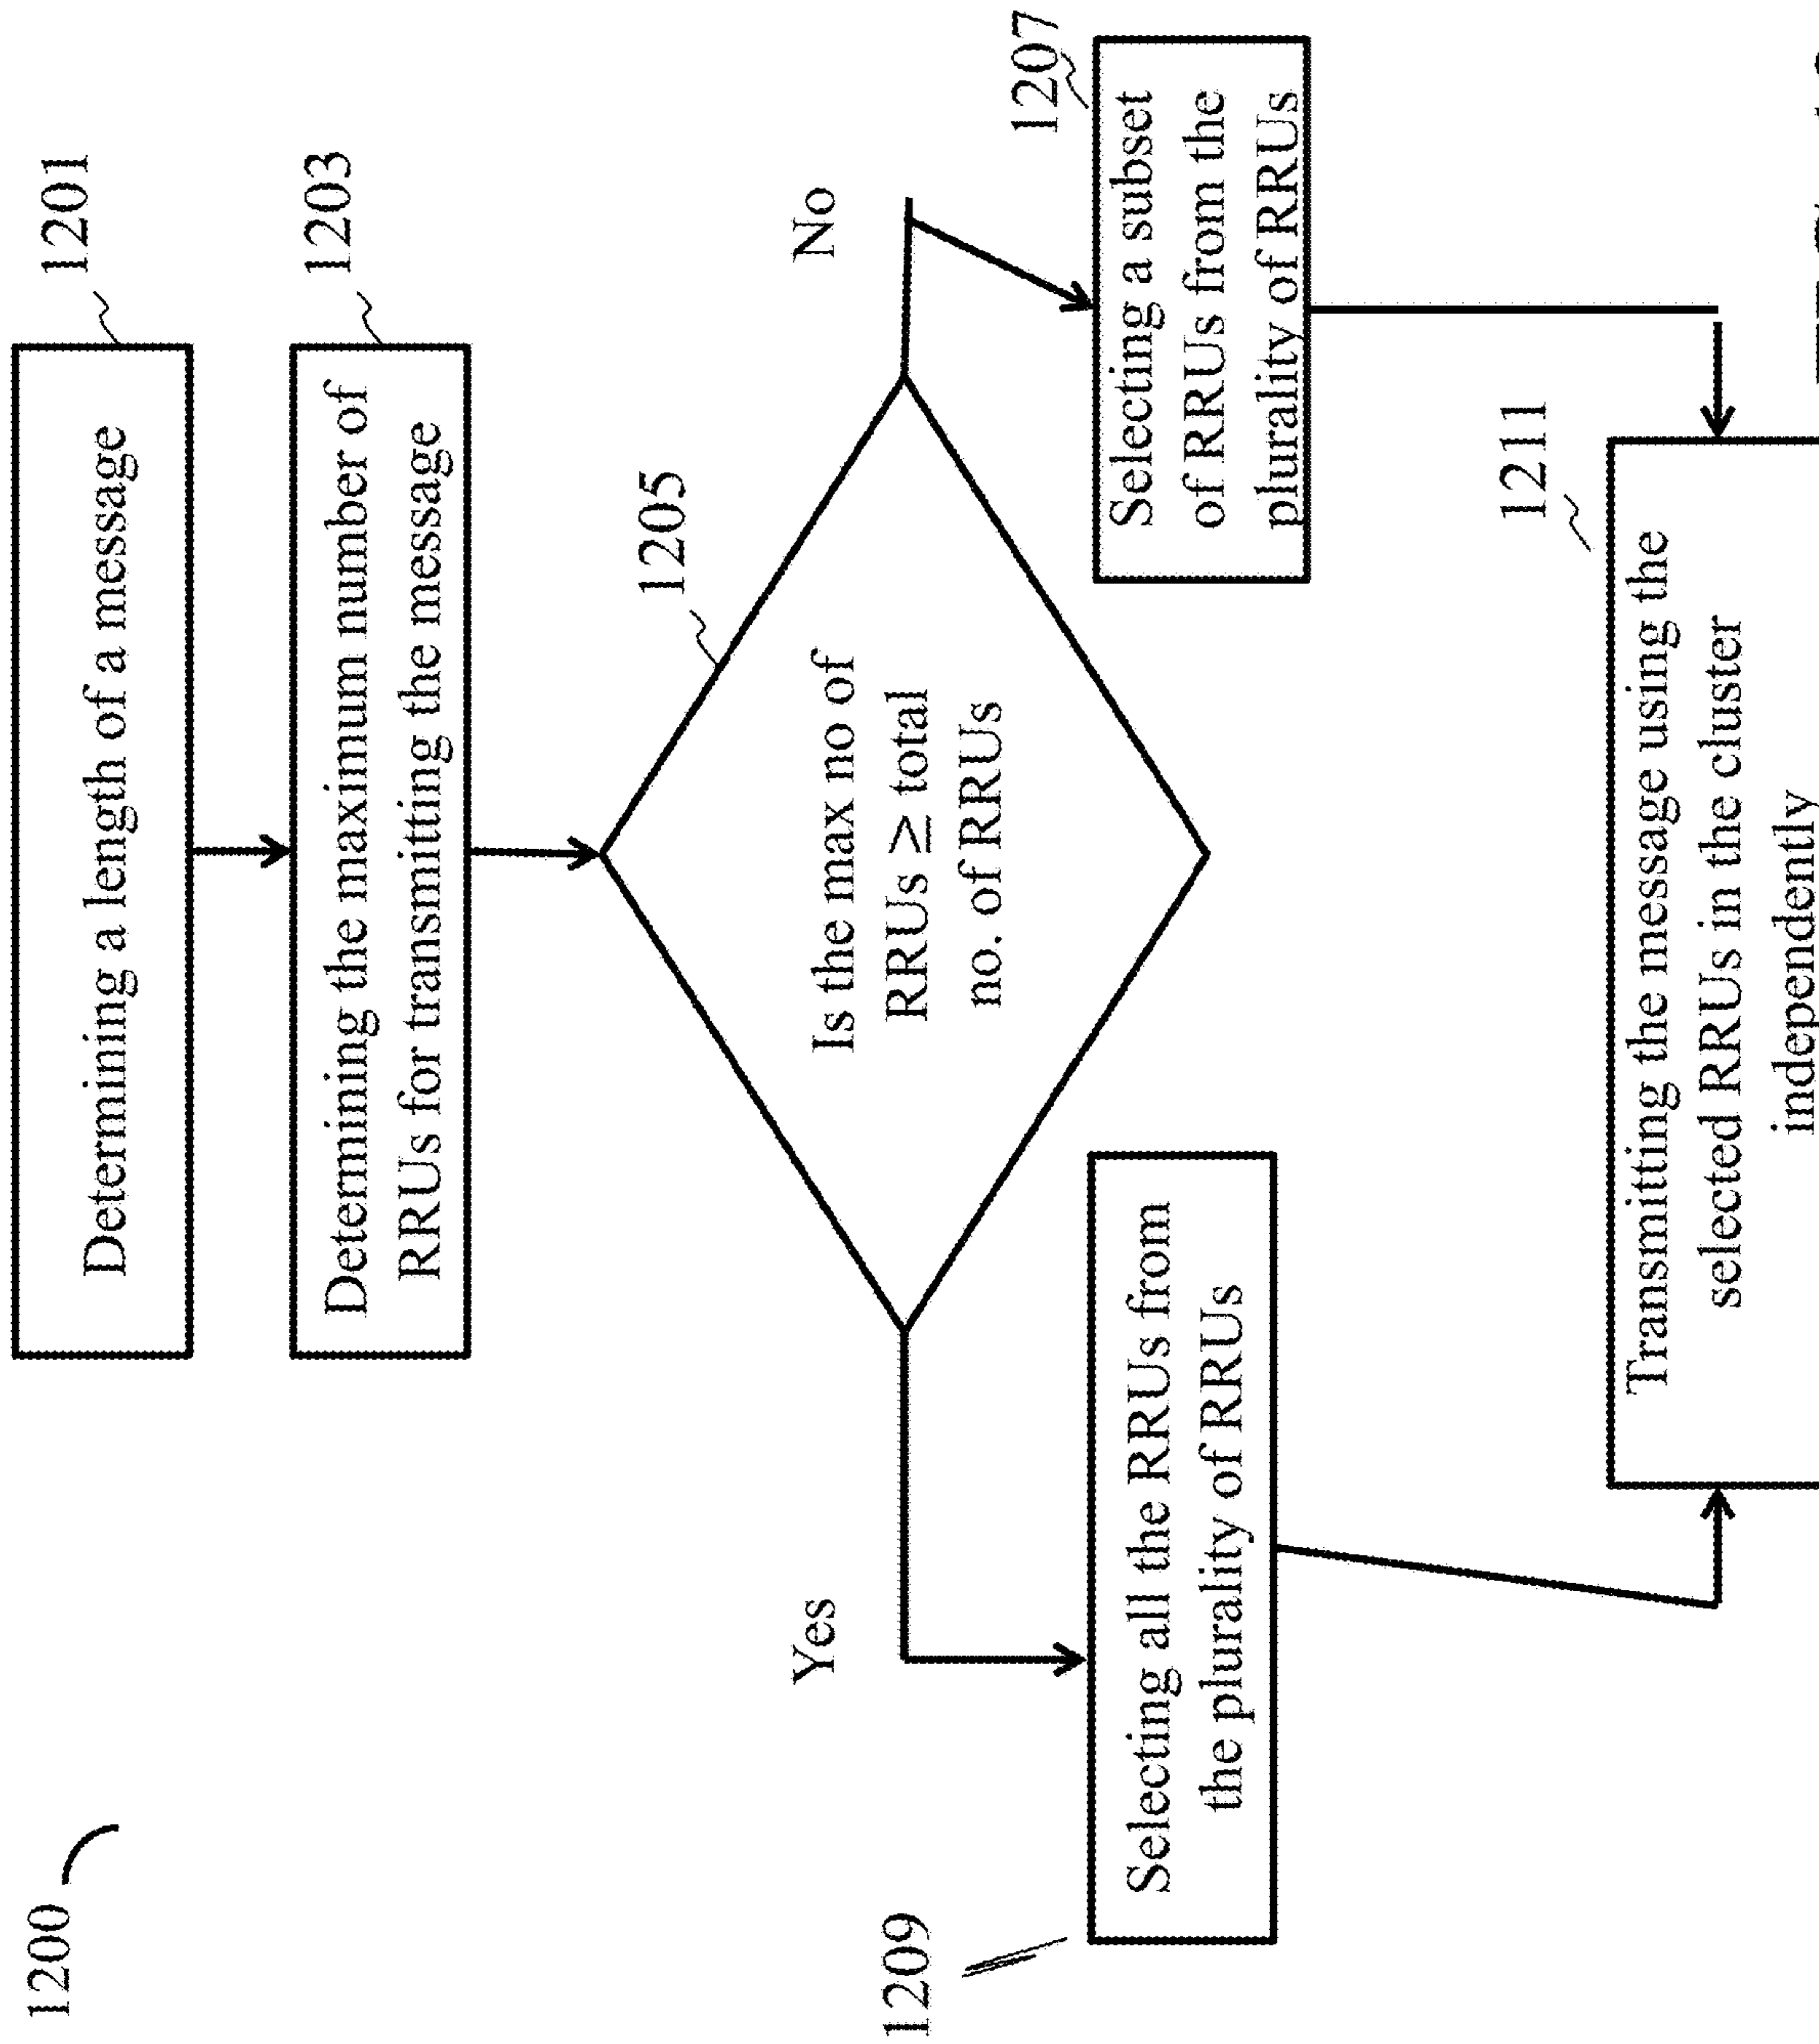 1200
1201
Determining a length of a message
1203
Determining the maximum number of
RRUs for transmitting the message
1205
Is the max no of
RRUs ≥ total
no. of RRUs
Yes
No
1209
Selecting all the RRUs from
the plurality of RRUs
1207
Selecting a subset
of RRUs from the
plurality of RRUs
1211
Transmitting the message using the
selected RRUs in the cluster
independently